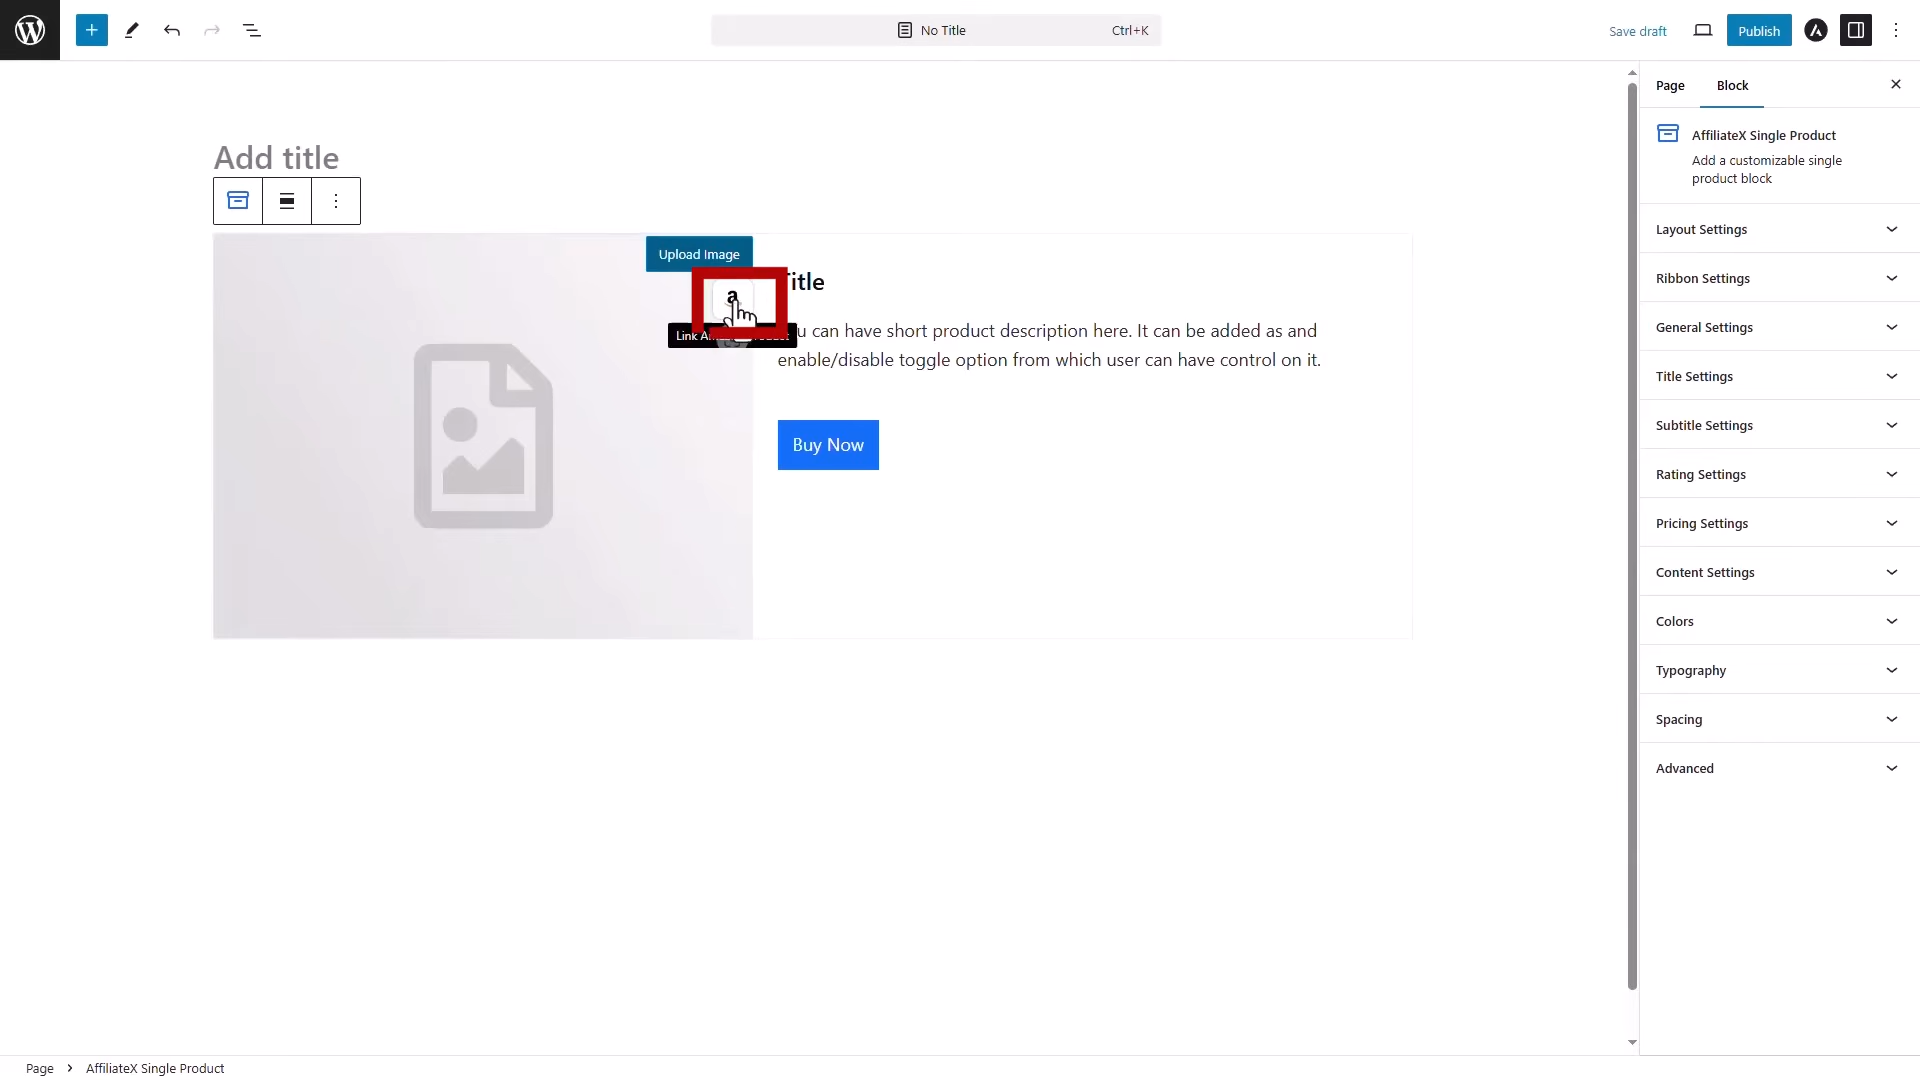 No Title
Ctrl+K
Save draft
Publish
Page
Block
AffiliateX Single Product
Add a customizable single
product block
Add title
Upload Image
a
itle
Link
u can have short product description here. It can be added as and
enable/disable toggle option from which user can have control on it.
Buy Now
Layout Settings
Ribbon Settings
General Settings
Title Settings
Subtitle Settings
Rating Settings
Pricing Settings
Content Settings
Colors
Typography
Spacing
Advanced
Page
AffiliateX Single Product